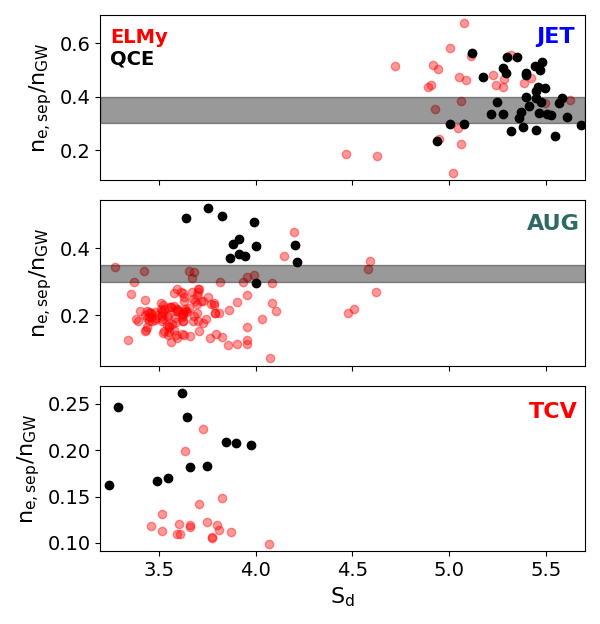 ELMy
QCE
JET
n_e,sep/n_GW
0.6
0.4
0.2
AUG
n_e,sep/n_GW
0.4
0.2
TCV
n_e,sep/n_GW
0.25
0.20
0.15
0.10
3.5 4.0 4.5 5.0 5.5
S_d